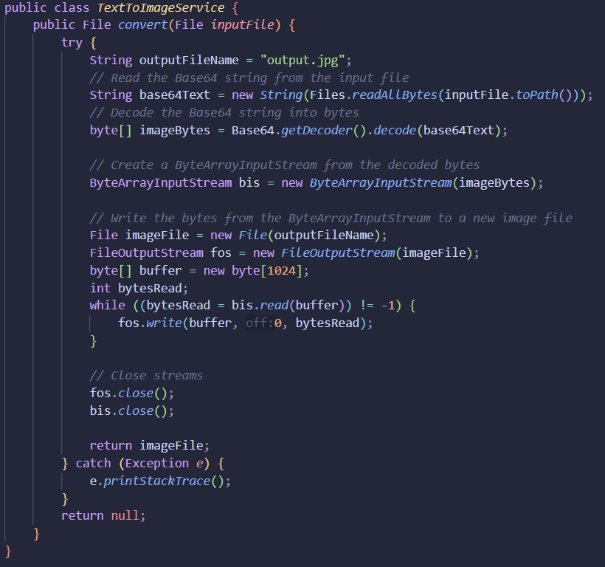 public class TextToImageService {
public File convert(File inputFile) {
try {
String outputFileName = "output.jpg";
// Read the Base64 string from the input file
String base64Text = new String(Files.readAllBytes(inputFile.toPath()));
// Decode the Base64 string into bytes
byte[] imageBytes = Base64.getDecoder().decode(base64Text);
// Create a ByteArrayInputStream from the decoded bytes
ByteArrayInputStream bis = new ByteArrayInputStream(imageBytes);
// Write the bytes from the ByteArrayInputStream to a new image file
File imageFile = new File(outputFileName);
FileOutputStream fos = new FileOutputStream(imageFile);
byte[] buffer = new byte[1024];
int bytesRead;
while ((bytesRead = bis.read(buffer)) != -1) {
fos.write(buffer, off:0, bytesRead);
}
// Close streams
fos.close();
bis.close();
return imageFile;
} catch (Exception e) {
e.printStackTrace();
}
return null;
}
}